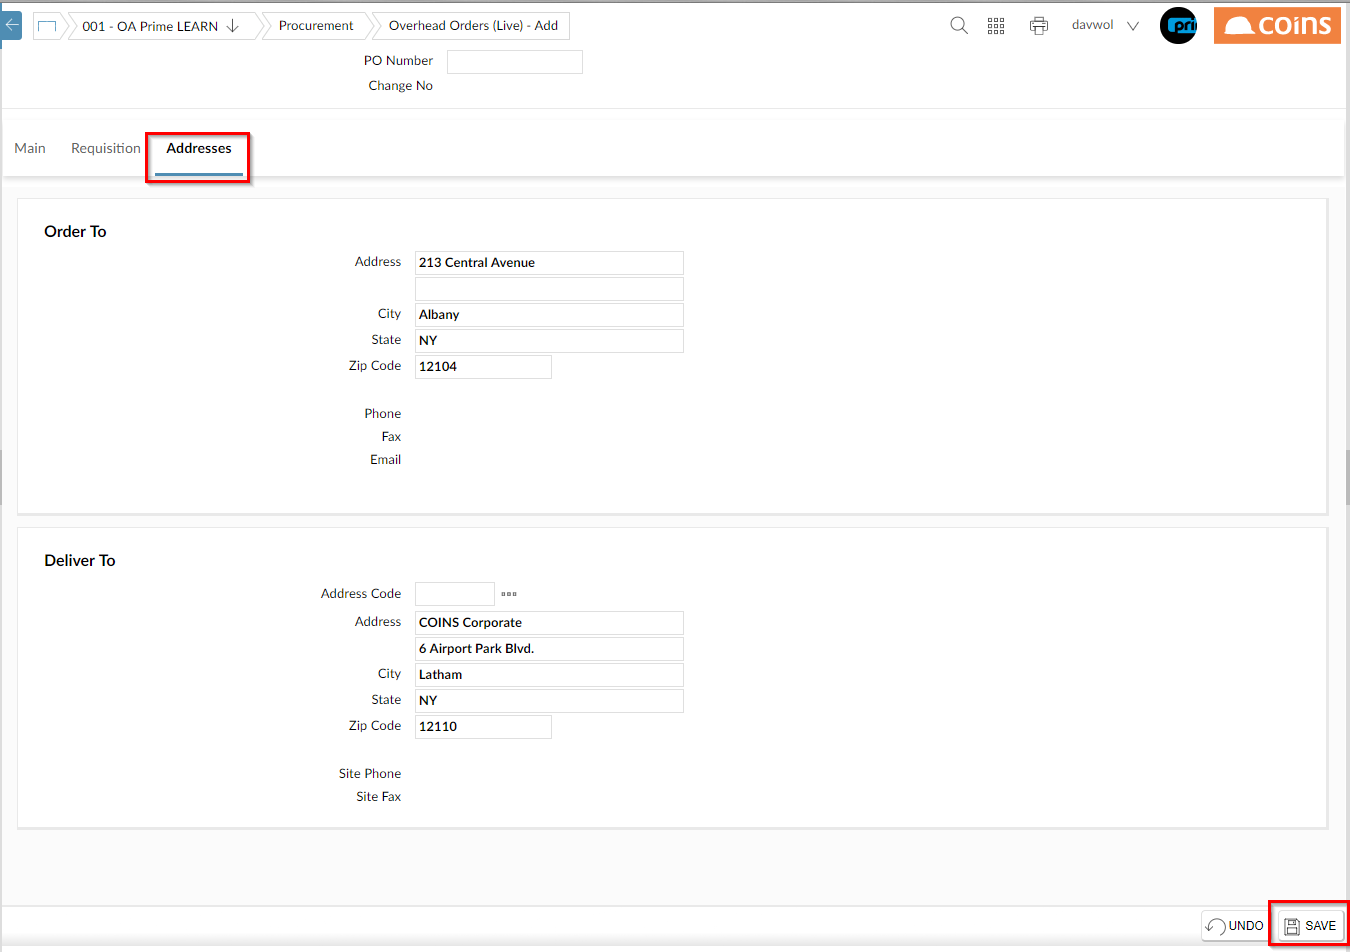 001 - OA Prime LEARN
Procurement
Overhead Orders (Live) - Add
davwol
pri
coins
PO Number
Change No
Main
Requisition
Addresses
Order To
Address 213 Central Avenue
City Albany
State NY
Zip Code 12104
Phone
Fax
Email
Deliver To
Address Code
Address COINS Corporate
6 Airport Park Blvd.
City Latham
State NY
Zip Code 12110
Site Phone
Site Fax
UNDO
SAVE